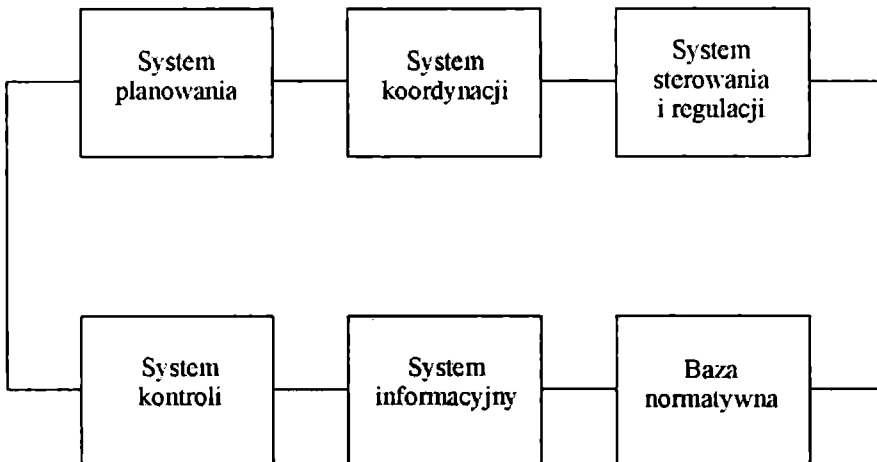 System
planowania
System
koordynacji
System
sterowania
i regulacji
System
kontroli
System
informacyjny
Baza
normatywna